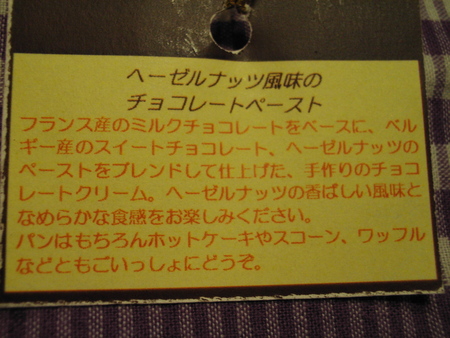 ヘーゼルナッツ風味の
チョコレートペースト
フランス産のミルクチョコレートをベースに、ベル
ギー産のスイートチョコレート、ヘーゼルナッツの
ペーストをブレンドして仕上げた、手作りのチョコ
レートクリーム。ヘーゼルナッツの香ばしい風味と
なめらかな食感をお楽しみください。
パンはもちろんホットケーキやスコーン、ワッフル
などともごいっしょにどうぞ。